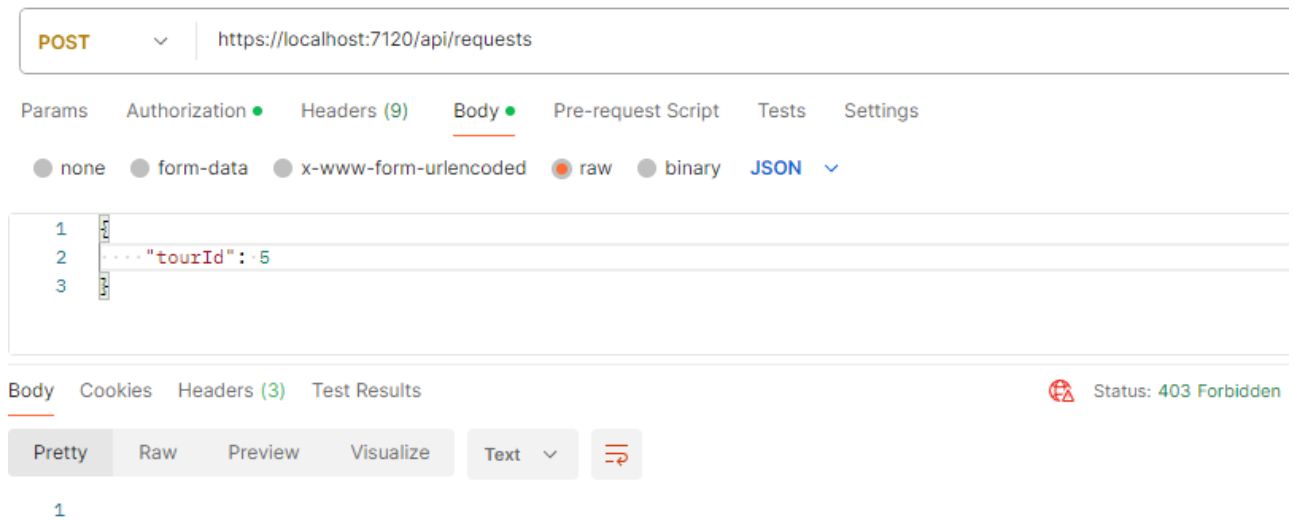 POST https://localhost:7120/api/requests
Params Authorization Headers (9) Body Pre-request Script Tests Settings
none form-data x-www-form-urlencoded raw binary JSON
1 {
2 "tourId": 5
3 }
Body Cookies Headers (3) Test Results Status: 403 Forbidden
Pretty Raw Preview Visualize Text
1